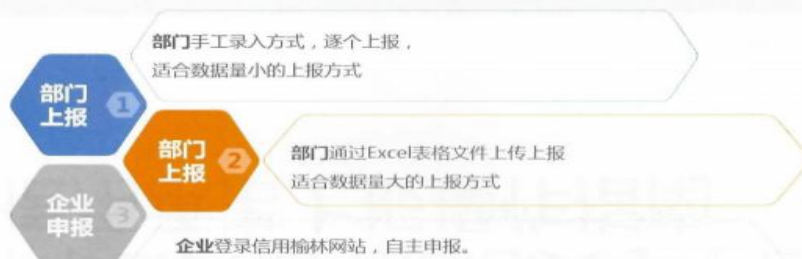 部门手工录入方式，逐个上报，
适合数据量小的上报方式
部门
上报
1
部门
上报
2
部门通过Excel表格文件上传上报
适合数据量大的上报方式
企业
申报
3
企业登录信用榆林网站，自主申报。